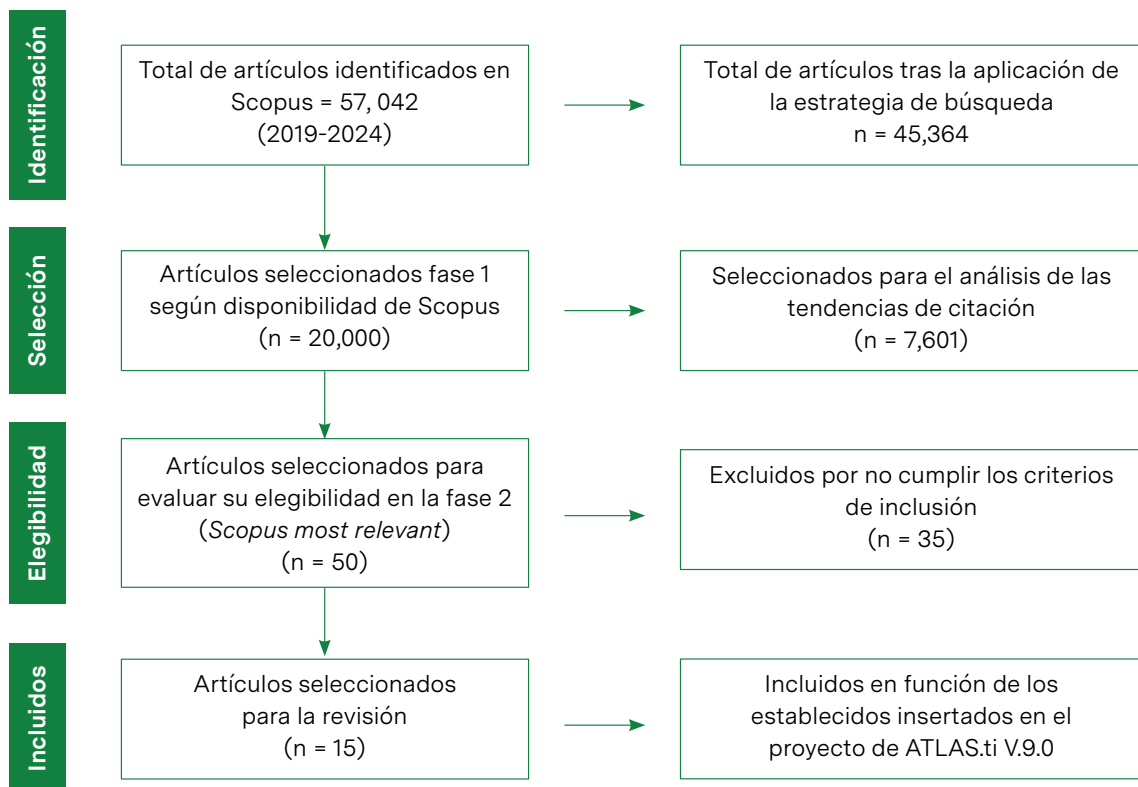 Identificación
Total de artículos identificados en
Scopus = 57, 042
(2019-2024)
Total de artículos tras la aplicación de
la estrategia de búsqueda
n = 45,364
Selección
Artículos seleccionados fase 1
según disponibilidad de Scopus
(n = 20,000)
Seleccionados para el análisis de las
tendencias de citación
(n = 7,601)
Elegibilidad
Artículos seleccionados para
evaluar su elegibilidad en la fase 2
(Scopus most relevant)
(n = 50)
Excluidos por no cumplir los criterios
de inclusión
(n = 35)
Incluidos
Artículos seleccionados
para la revisión
(n = 15)
Incluidos en función de los
establecidos insertados en el
proyecto de ATLAS.ti V.9.0